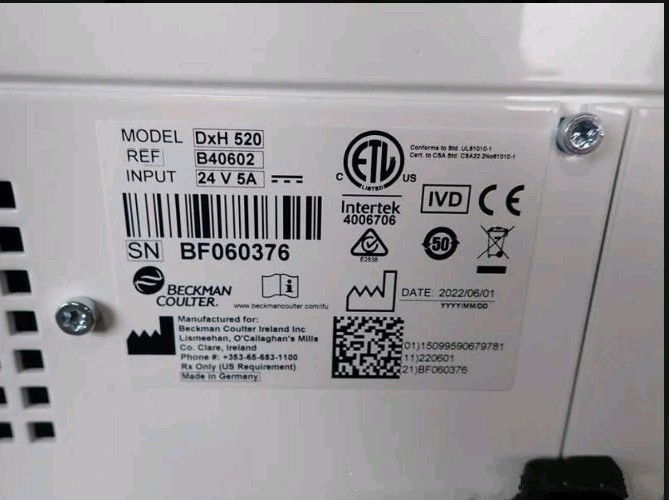 MODEL DxH 520
REF B40602
INPUT 24 V 5A
SN BF060376
BECKMAN
COULTER.
www.beckmancoulter.com/ifu
Manufactured for:
Beckman Coulter Ireland Inc
Lismeehan, O'Callaghan's Mills
Co. Clare, Ireland
Phone #: +353-65-683-1100
Rx Only (US Requirement)
Made in Germany
ETL
C US
LISTED
Intertek
4006706
Conforms to Std. UL61010-1
Cert. to CSA Std. CSA22.2No61010-1
IVD CE
E2838
50
DATE: 2022/06/01
YYYY/MM/DD
(01)15099590679781
(11)220601
(21)BF060376